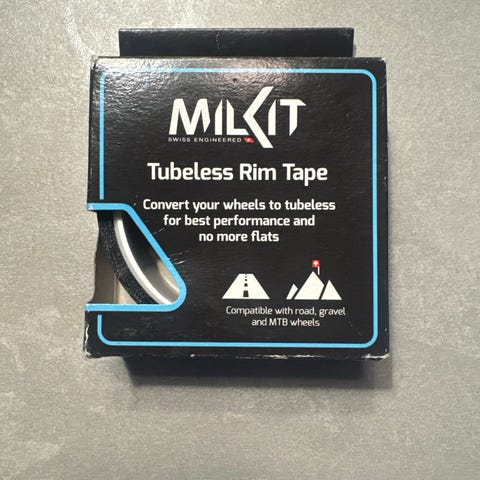 MILKIT
SWISS ENGINEERED
Tubeless Rim Tape
Convert your wheels to tubeless
for best performance and
no more flats
Compatible with road, gravel
and MTB wheels